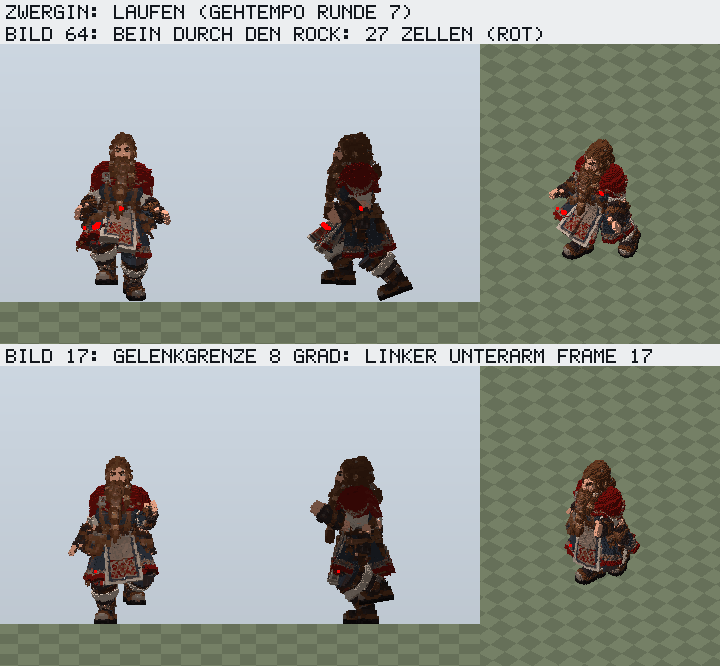 ZWERGIN: LAUFEN (GEHTEMPO RUNDE 7)
BILD 64: BEIN DURCH DEN ROCK: 27 ZELLEN (ROT)
BILD 17: GELENKGRENZE 8 GRAD: LINKER UNTERARM FRAME 17